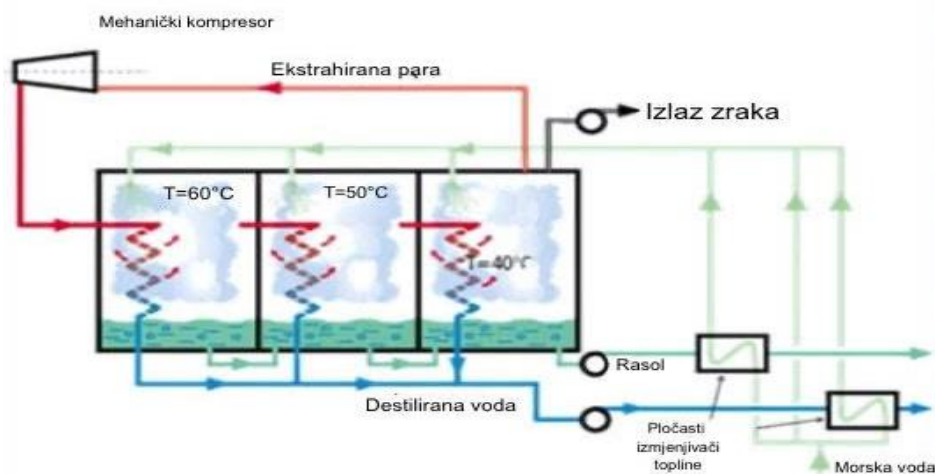 Mehanički kompresor
Ekstrahirana para
Izlaz zraka
T=60°C
T=50°C
T=40°C
Rasol
Destilirana voda
Pločasti
izmjenjivači
topline
Morska voda